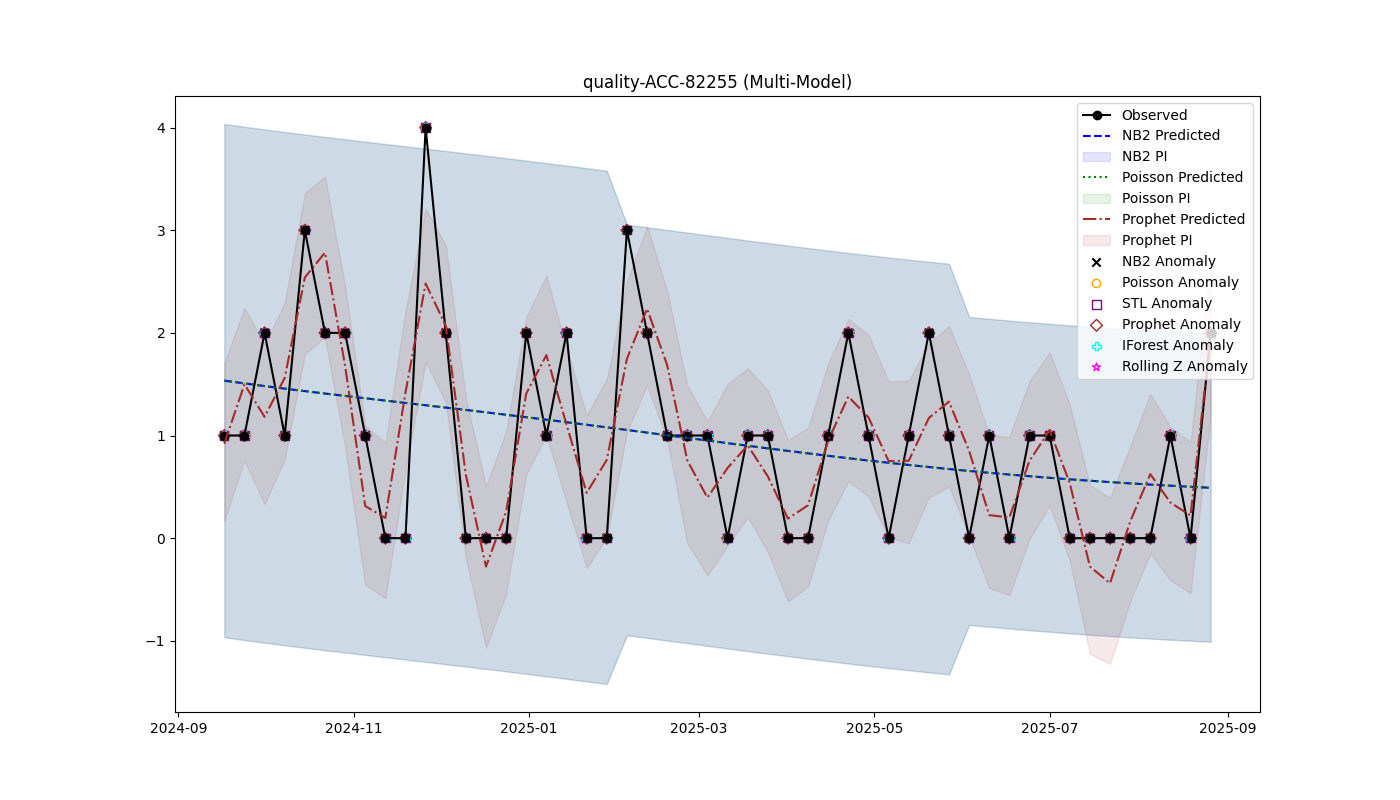 quality-ACC-82255 (Multi-Model)
Observed
NB2 Predicted
NB2 PI
Poisson Predicted
Poisson PI
Prophet Predicted
Prophet PI
NB2 Anomaly
Poisson Anomaly
STL Anomaly
Prophet Anomaly
IForest Anomaly
Rolling Z Anomaly
4
3
2
1
0
−1
2024-09 2024-11 2025-01 2025-03 2025-05 2025-07 2025-09